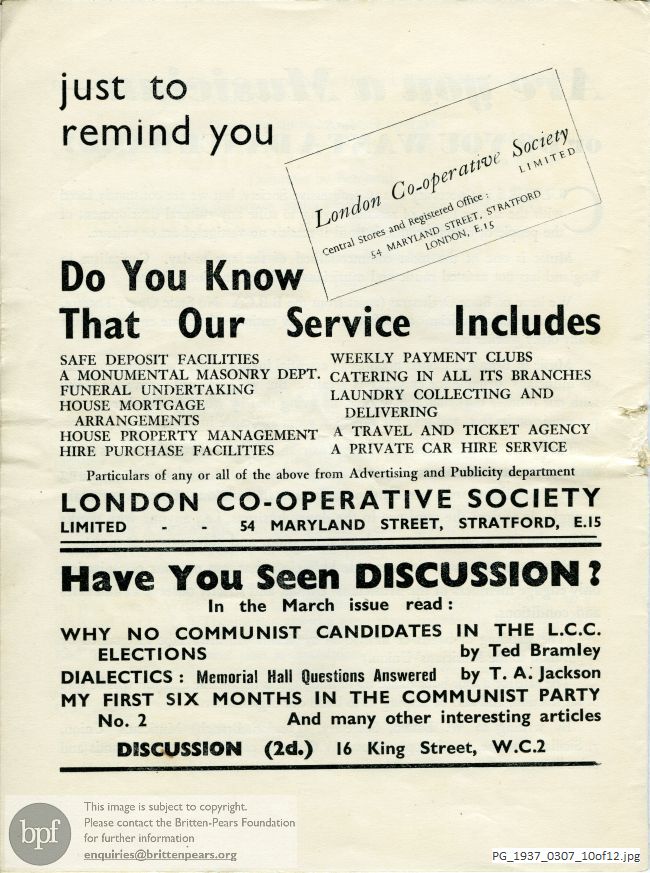 just to
remind you
London Co-operative Society
LIMITED
Central Stores and Registered Office:
54 MARYLAND STREET, STRATFORD
LONDON, E.15
Do You Know
That Our Service Includes
SAFE DEPOSIT FACILITIES
A MONUMENTAL MASONRY DEPT.
FUNERAL UNDERTAKING
HOUSE MORTGAGE
ARRANGEMENTS
HOUSE PROPERTY MANAGEMENT
HIRE PURCHASE FACILITIES
WEEKLY PAYMENT CLUBS
CATERING IN ALL ITS BRANCHES
LAUNDRY COLLECTING AND
DELIVERING
A TRAVEL AND TICKET AGENCY
A PRIVATE CAR HIRE SERVICE
Particulars of any or all of the above from Advertising and Publicity department
LONDON CO-OPERATIVE SOCIETY
LIMITED - - 54 MARYLAND STREET, STRATFORD, E.15
Have You Seen DISCUSSION?
In the March issue read:
WHY NO COMMUNIST CANDIDATES IN THE L.C.C.
ELECTIONS by Ted Bramley
DIALECTICS: Memorial Hall Questions Answered by T. A. Jackson
MY FIRST SIX MONTHS IN THE COMMUNIST PARTY
No. 2 And many other interesting articles
DISCUSSION (2d.) 16 King Street, W.C.2
bpf
This image is subject to copyright.
Please contact the Britten-Pears Foundation
for further information
enquiries@brittenpears.org
PG_1937_0307_10of12.jpg